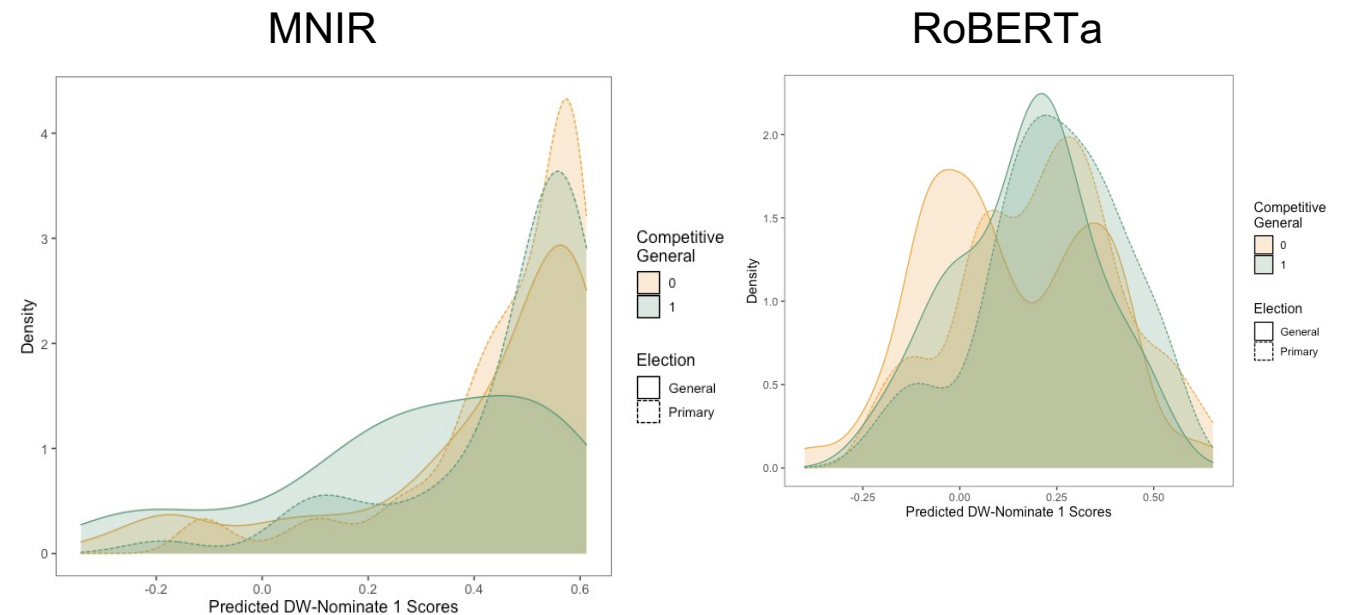 MNIR
4
3
2
1
0
-0.2
0.0
0.2
0.4
0.6
Density
Predicted DW-Nominate 1 Scores
Competitive
General
0
1
Election
General
Primary
RoBERTa
2.0
1.5
1.0
0.5
0.0
-0.25
0.00
0.25
0.50
Density
Predicted DW-Nominate 1 Scores
Competitive
General
0
1
Election
General
Primary